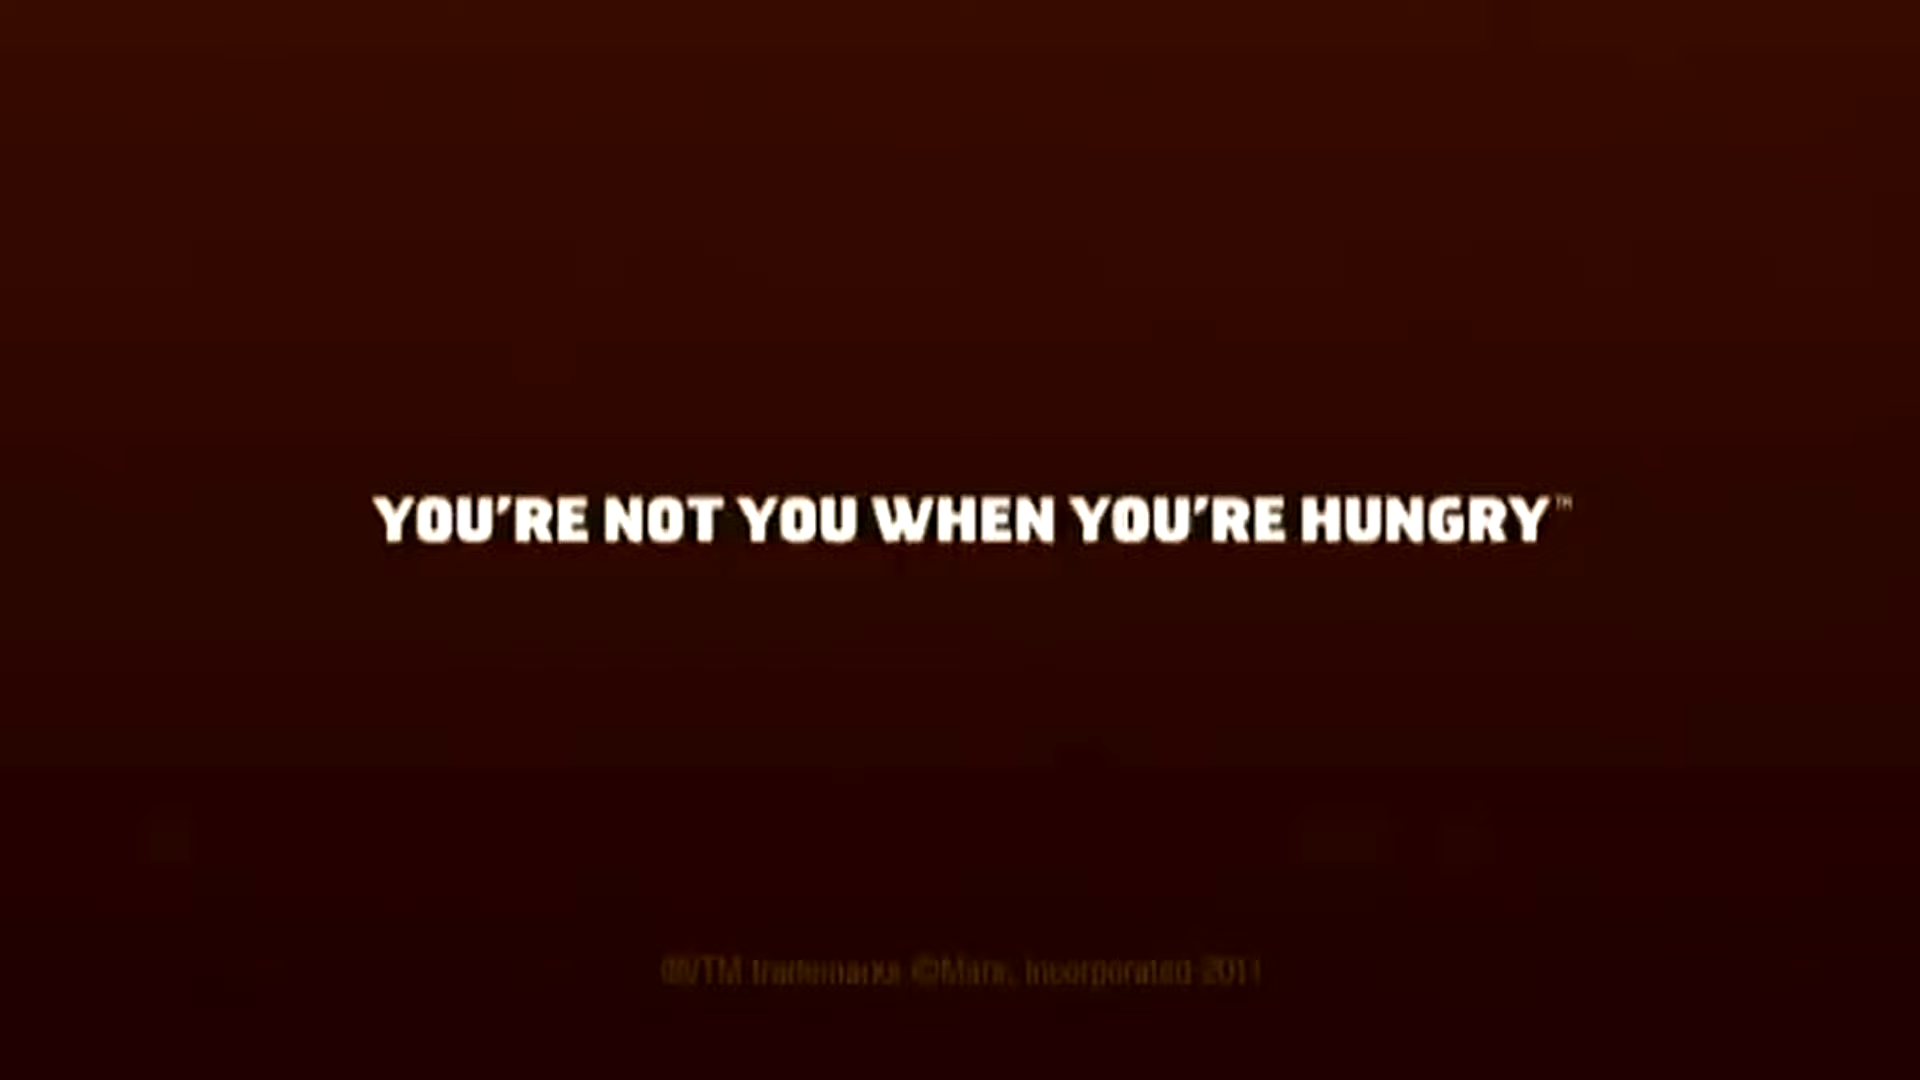 YOU'RE NOT YOU WHEN YOU'RE HUNGRY™
®/TM trademarks ©Mars, Incorporated 2011